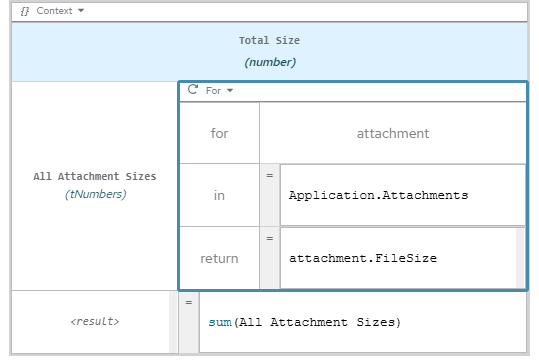 {} Context
Total Size
(number)
All Attachment Sizes
(tNumbers)
For
for attachment
in = Application.Attachments
return = attachment.FileSize
<result> = sum(All Attachment Sizes)